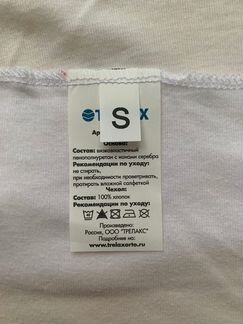 S
Основа:
Состав: вязкоэластичный
пенополиуретан с ионами серебра
Рекомендации по уходу:
не стирать,
при необходимости проветривать,
протирать влажной салфеткой
Чехол:
Состав: 100% хлопок
Рекомендации по уходу:
Произведено:
Россия, ООО "ТРЕЛАКС"
Подробнее на:
www.trelaxorto.ru